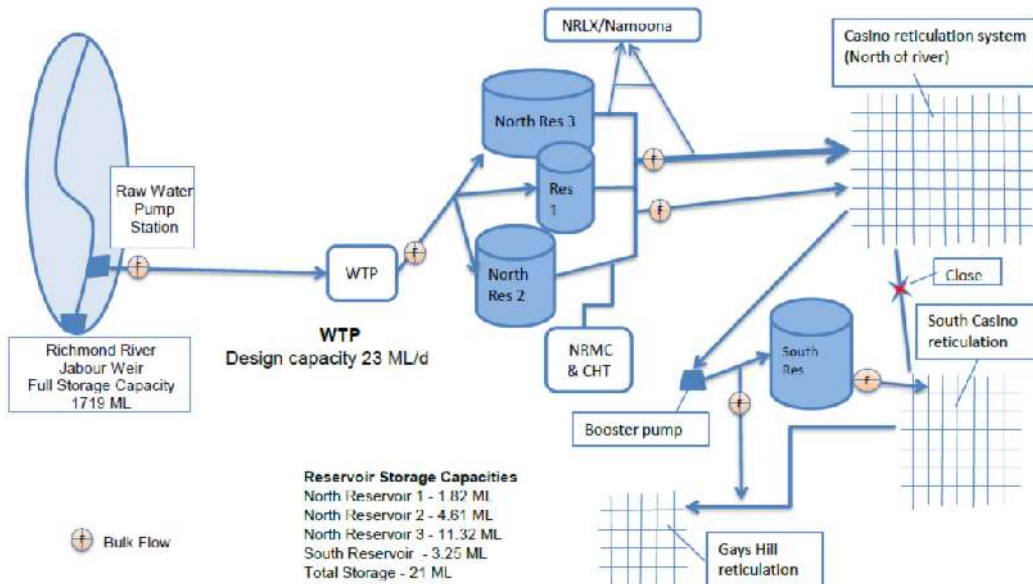 NRLX/Namoona
Casino reticulation system
(North of river)
North Res 3
Raw Water
Pump
Station
Res
1
F
F
F
F
WTP
North
Res 2
Close
WTP
Design capacity 23 ML/d
South Casino
reticulation
Richmond River
Jabour Weir
Full Storage Capacity
1719 ML
NRMC
& CHT
South
Res
F
F
Booster pump
Reservoir Storage Capacities
North Reservoir 1 - 1.82 ML
North Reservoir 2 - 4.61 ML
North Reservoir 3 - 11.32 ML
South Reservoir - 3.25 ML
Total Storage - 21 ML
F
Bulk Flow
Gays Hill
reticulation